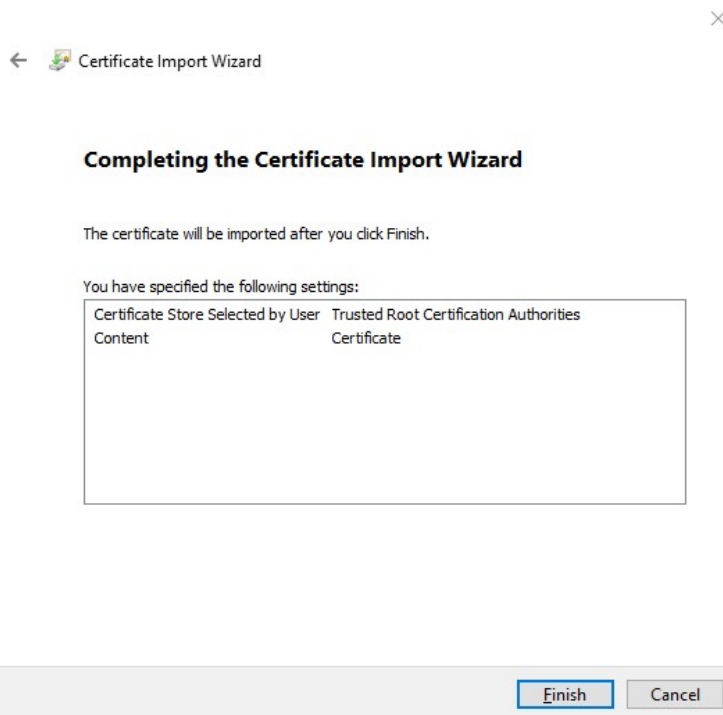 Certificate Import Wizard
Completing the Certificate Import Wizard
The certificate will be imported after you click Finish.
You have specified the following settings:
Certificate Store Selected by User Trusted Root Certification Authorities
Content Certificate
Finish Cancel